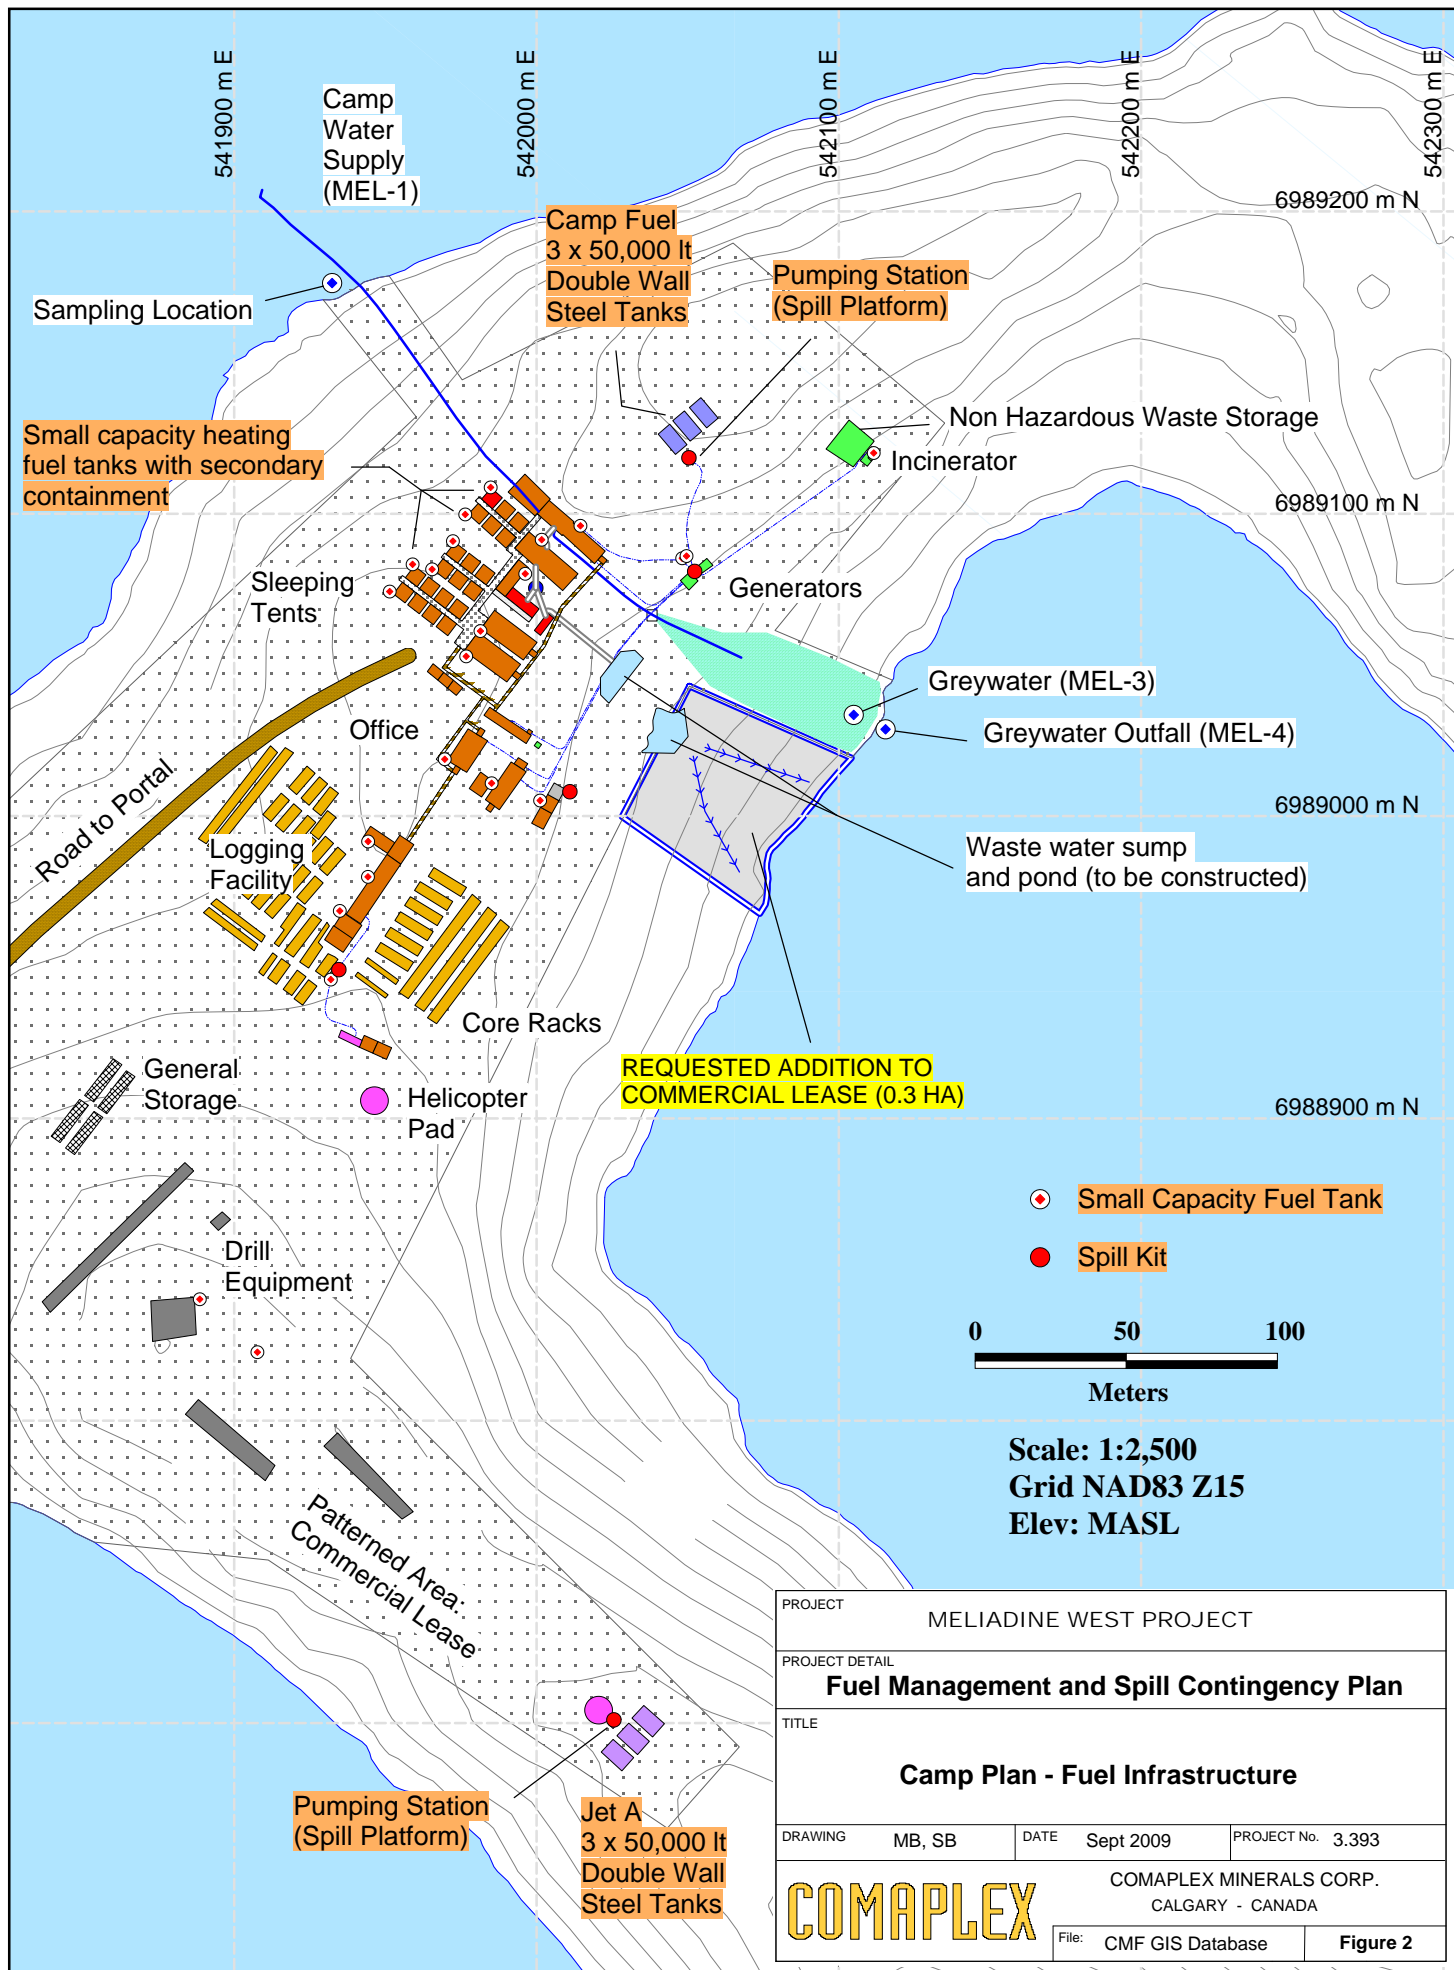 541900 m E
542000 m E
542100 m E
542200 m E
542300 m E
Camp
Water
Supply
(MEL-1)
6989200 m N
Camp Fuel
3 x 50,000 lt
Double Wall
Steel Tanks
Pumping Station
(Spill Platform)
Sampling Location
Small capacity heating
fuel tanks with secondary
containment
Non Hazardous Waste Storage
Incinerator
6989100 m N
Sleeping
Tents
Generators
Greywater (MEL-3)
Greywater Outfall (MEL-4)
Office
Road to Portal
6989000 m N
Logging
Facility
Waste water sump
and pond (to be constructed)
Core Racks
REQUESTED ADDITION TO
COMMERCIAL LEASE (0.3 HA)
General
Storage
Helicopter
Pad
6988900 m N
Small Capacity Fuel Tank
Spill Kit
Drill
Equipment
0 50 100
Meters
Scale: 1:2,500
Grid NAD83 Z15
Elev: MASL
Patterned Area:
Commercial Lease
Pumping Station
(Spill Platform)
Jet A
3 x 50,000 lt
Double Wall
Steel Tanks
PROJECT
MELIADINE WEST PROJECT
PROJECT DETAIL
Fuel Management and Spill Contingency Plan
TITLE
Camp Plan - Fuel Infrastructure
DRAWING MB, SB DATE Sept 2009 PROJECT No. 3.393
COMAPLEX
COMAPLEX MINERALS CORP.
CALGARY - CANADA
File: CMF GIS Database Figure 2